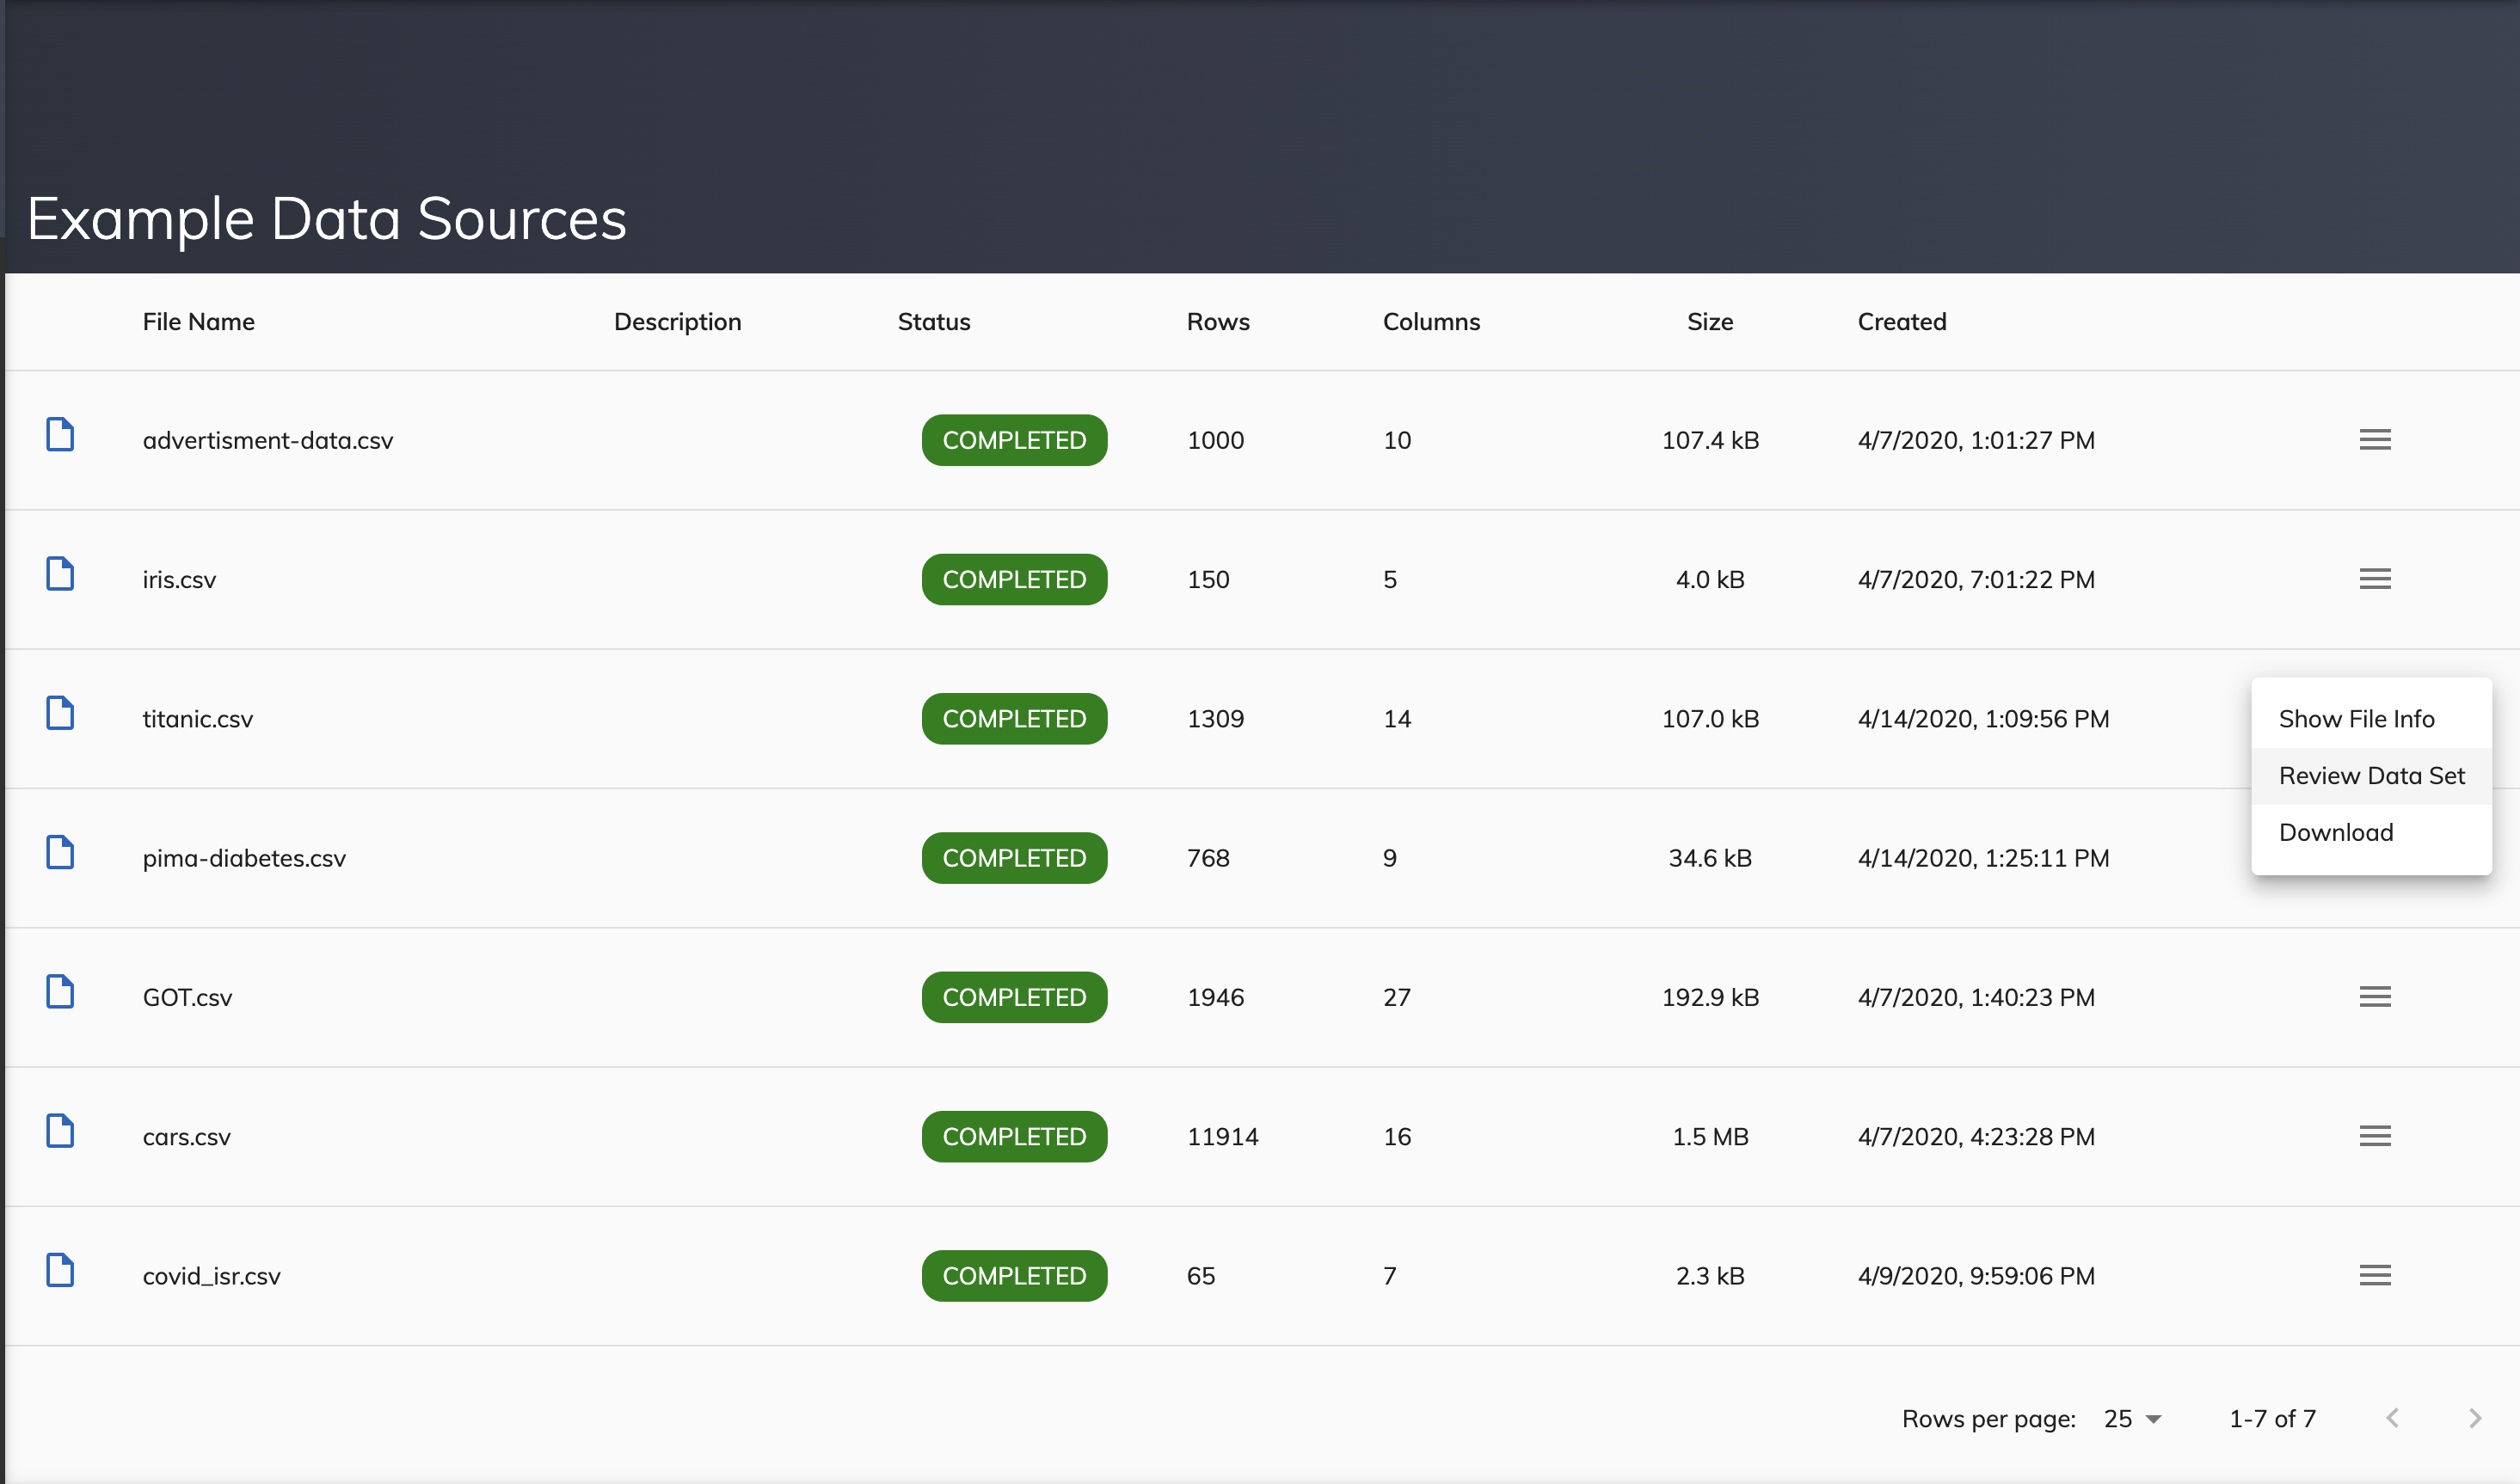 Example Data Sources
File Name Description Status Rows Columns Size Created
advertisment-data.csv COMPLETED 1000 10 107.4 kB 4/7/2020, 1:01:27 PM
iris.csv COMPLETED 150 5 4.0 kB 4/7/2020, 7:01:22 PM
titanic.csv COMPLETED 1309 14 107.0 kB 4/14/2020, 1:09:56 PM Show File Info
Review Data Set
Download
pima-diabetes.csv COMPLETED 768 9 34.6 kB 4/14/2020, 1:25:11 PM
GOT.csv COMPLETED 1946 27 192.9 kB 4/7/2020, 1:40:23 PM
cars.csv COMPLETED 11914 16 1.5 MB 4/7/2020, 4:23:28 PM
covid_isr.csv COMPLETED 65 7 2.3 kB 4/9/2020, 9:59:06 PM
Rows per page: 25 1-7 of 7